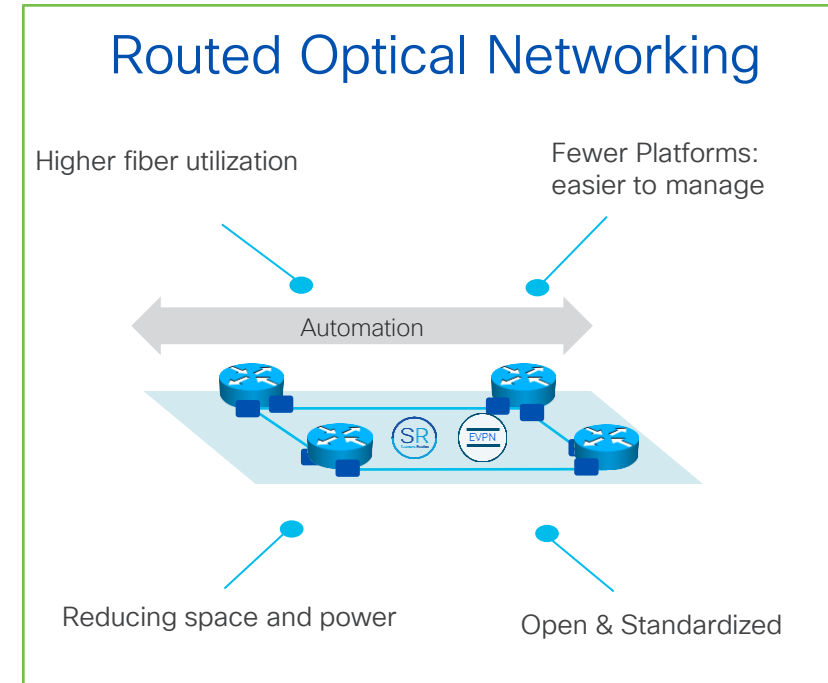 Routed Optical Networking
Higher fiber utilization
Fewer Platforms:
easier to manage
Automation
SR
EVPN
Reducing space and power
Open & Standardized